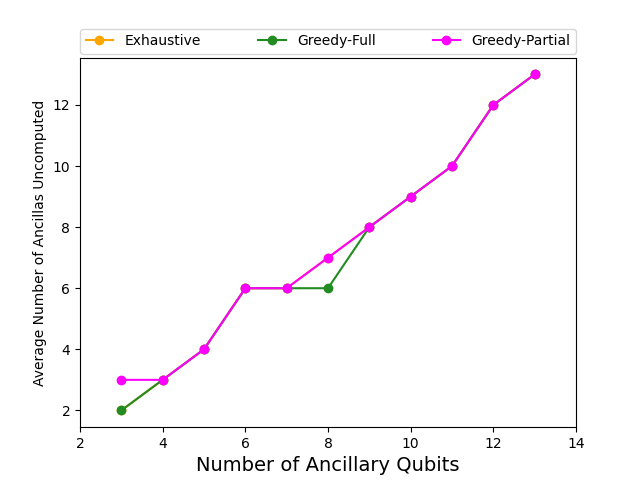 Exhaustive Greedy-Full Greedy-Partial
Average Number of Ancillas Uncomputed
12
10
8
6
4
2
2 4 6 8 10 12 14
Number of Ancillary Qubits